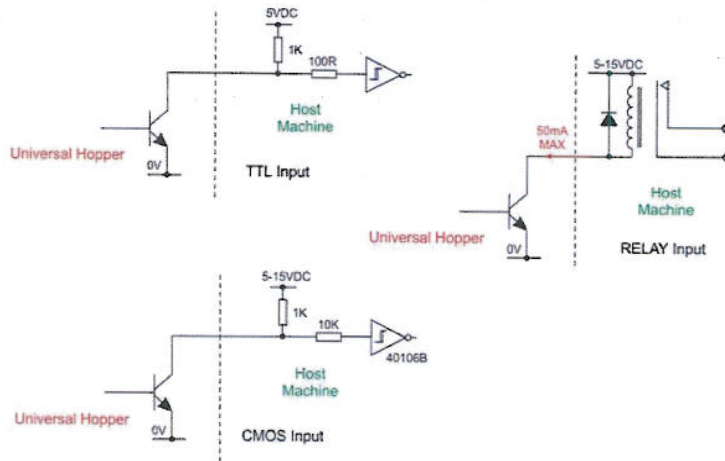 5VDC
1K
100R
Host
Machine
Universal Hopper
0V
TTL Input
5-15VDC
50mA
MAX
Host
Machine
Universal Hopper
0V
RELAY Input
5-15VDC
1K
10K
40106B
Host
Machine
Universal Hopper
0V
CMOS Input